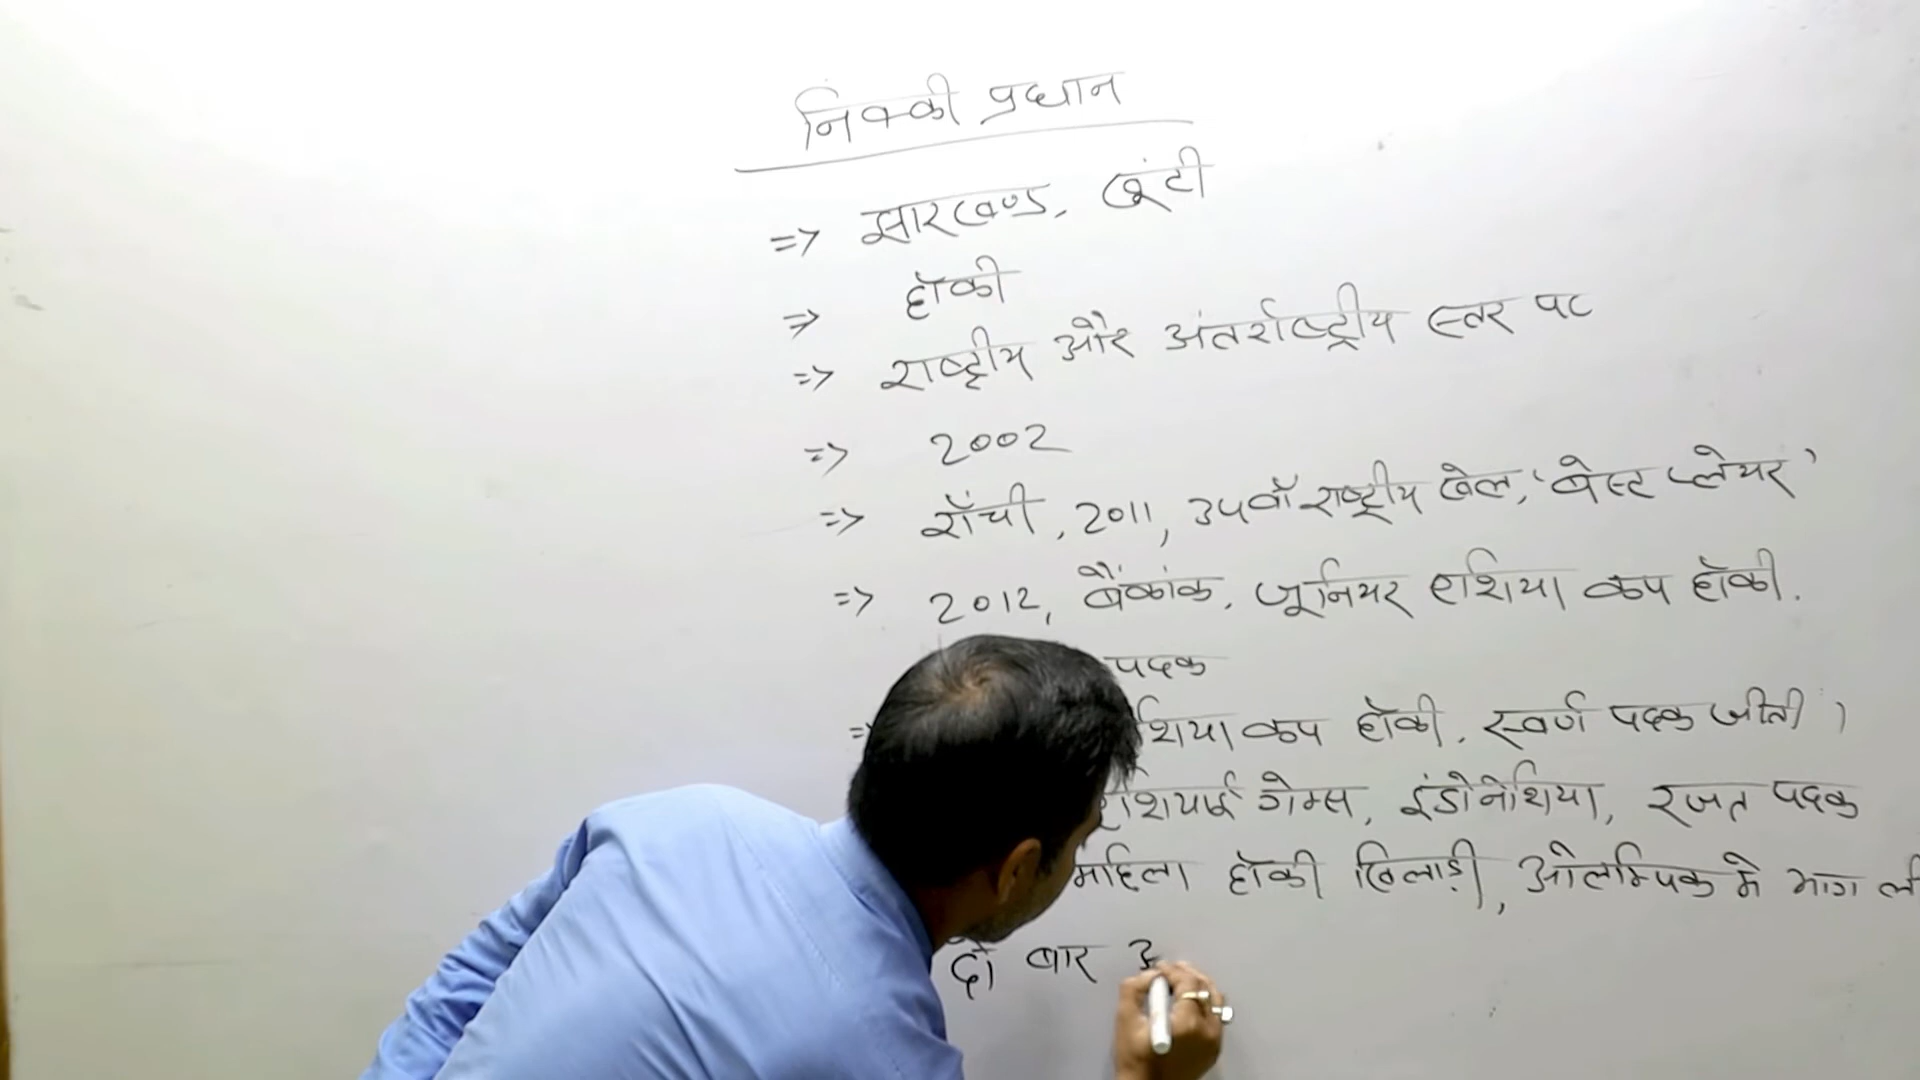 निक्की प्रधान
=> झारखण्ड, खूंटी
=> हॉकी
=> राष्ट्रीय और अंतर्राष्ट्रीय स्तर पर
=> 2002
=> राँची, 2011, 34वाँ राष्ट्रीय खेल, 'बेस्ट प्लेयर'
=> 2012, बैंकांक, जूनियर एशिया कप हॉकी.
पदक
शिया कप हॉकी, स्वर्ण पदक जीती।
एशियाई गेम्स, इंडोनेशिया, रजत पदक
महिला हॉकी खिलाड़ी, ओलम्पिक मे भाग ली
दो बार